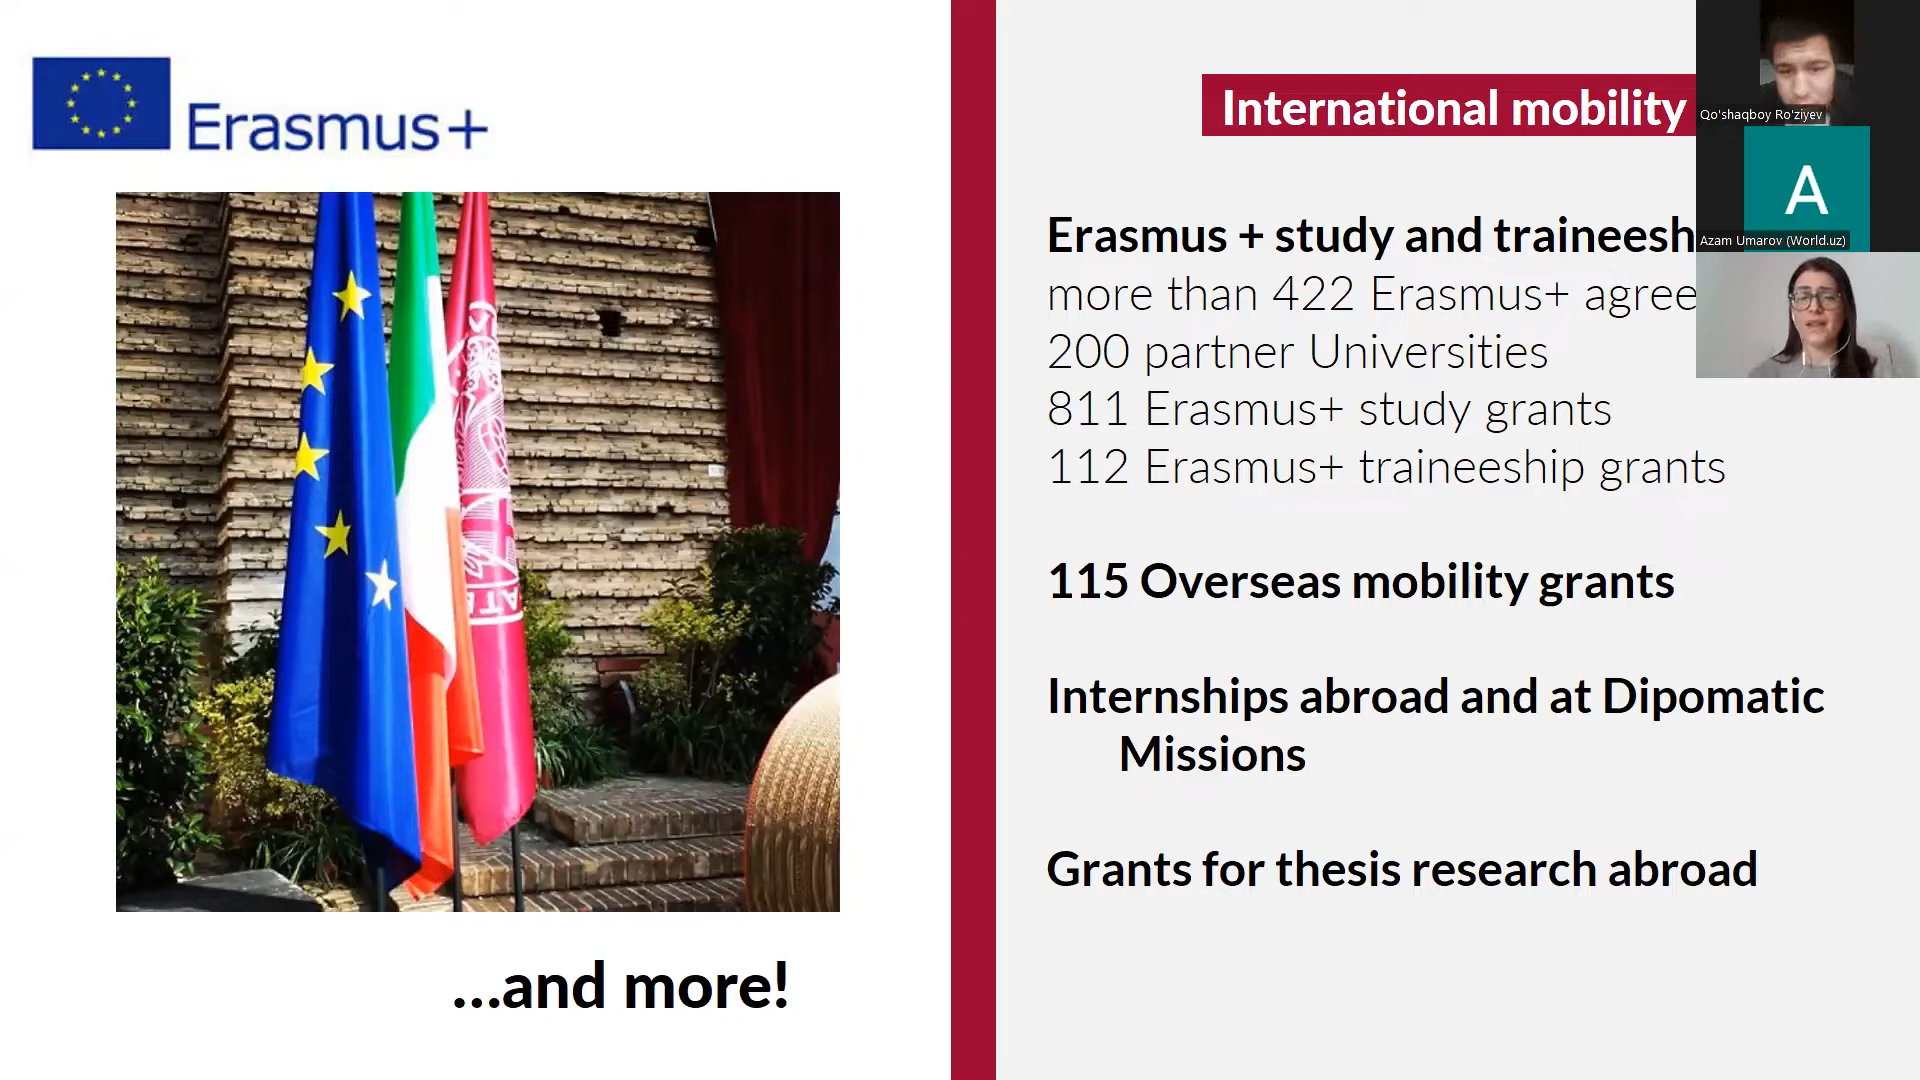 Erasmus+
...and more!
International mobility
Erasmus + study and traineesh
more than 422 Erasmus+ agree
200 partner Universities
811 Erasmus+ study grants
112 Erasmus+ traineeship grants
115 Overseas mobility grants
Internships abroad and at Dipomatic
Missions
Grants for thesis research abroad
Qo'shaqboy Ro'ziyev
A
Azam Umarov (World.uz)